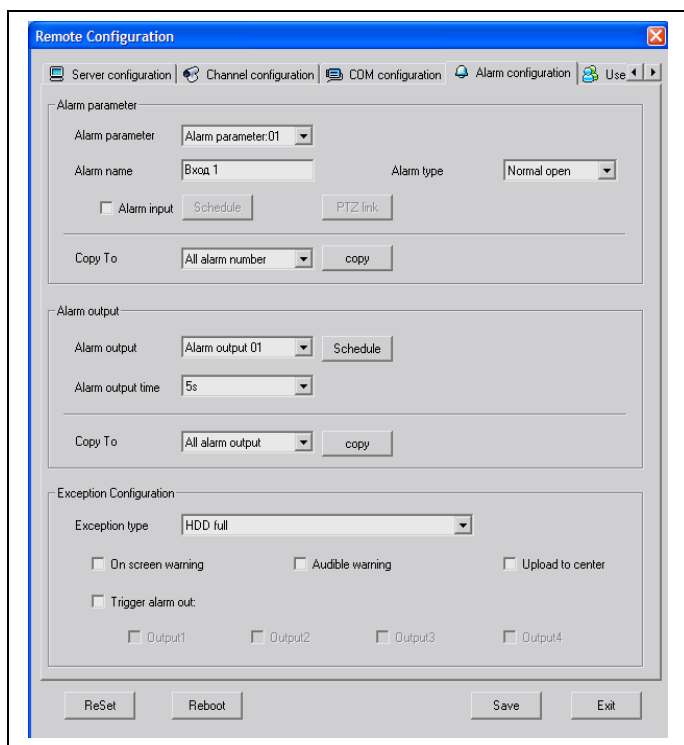 Remote Configuration
Server configuration Channel configuration COM configuration Alarm configuration Use
Alarm parameter
Alarm parameter Alarm parameter:01
Alarm name Вход 1 Alarm type Normal open
Alarm input Schedule PTZ link
Copy To All alarm number copy
Alarm output
Alarm output Alarm output 01 Schedule
Alarm output time 5s
Copy To All alarm output copy
Exception Configuration
Exception type HDD full
On screen warning Audible warning Upload to center
Trigger alarm out:
Output1 Output2 Output3 Output4
ReSet Reboot Save Exit